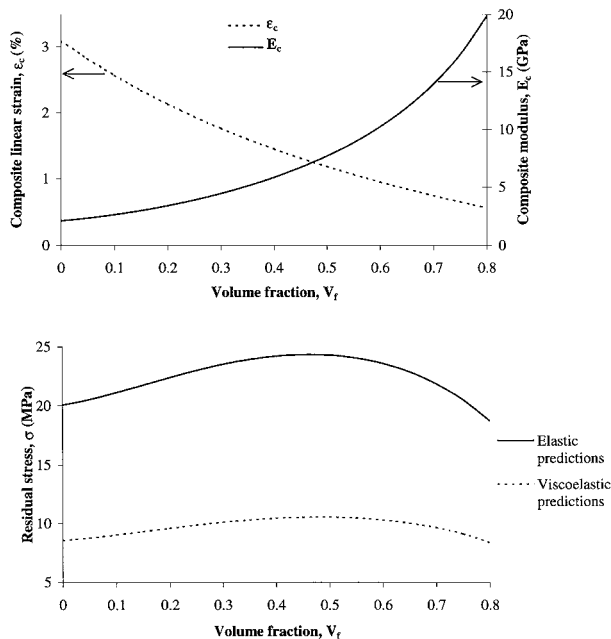 ε_c
E_c
Composite linear strain, ε_c (%)
3
2
1
0
20
15
10
5
0
Composite modulus, E_c (GPa)
0 0.1 0.2 0.3 0.4 0.5 0.6 0.7 0.8
Volume fraction, V_f
Residual stress, σ (MPa)
25
20
15
10
5
Elastic
predictions
Viscoelastic
predictions
0 0.1 0.2 0.3 0.4 0.5 0.6 0.7 0.8
Volume fraction, V_f